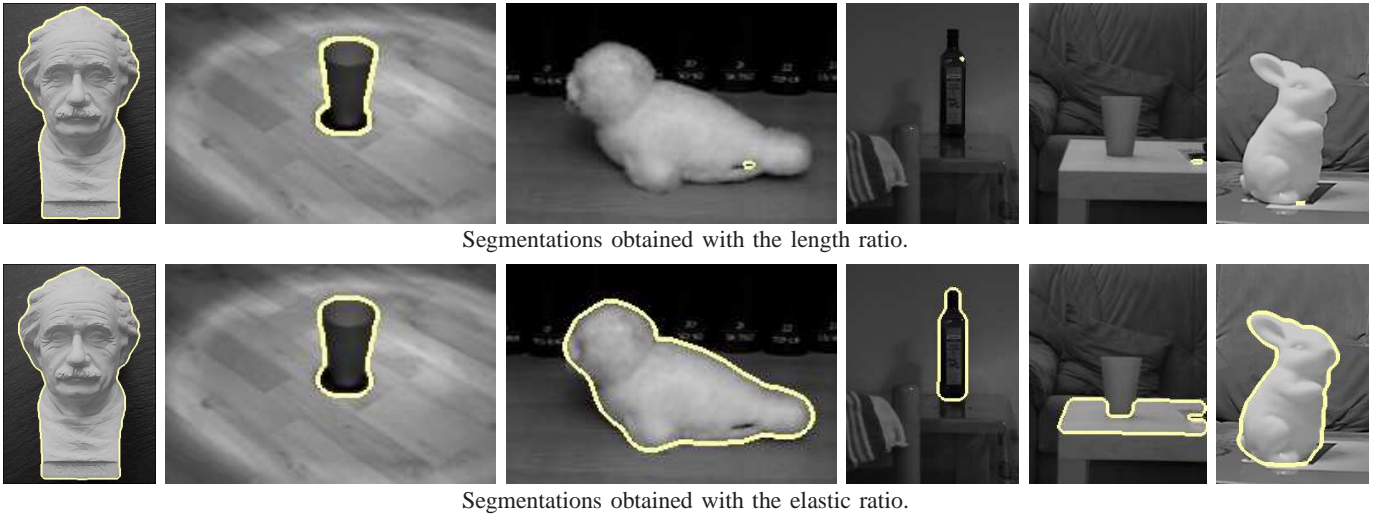 Segmentations obtained with the length ratio.
Segmentations obtained with the elastic ratio.